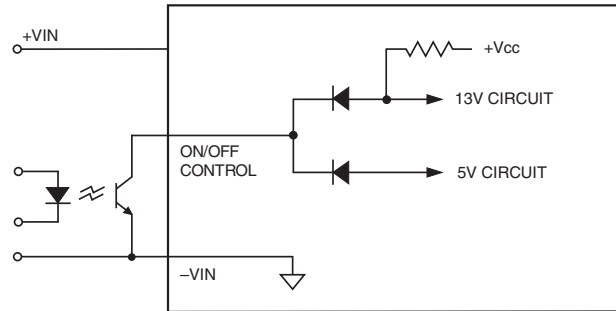 +VIN
+Vcc
13V CIRCUIT
ON/OFF
CONTROL
5V CIRCUIT
–VIN